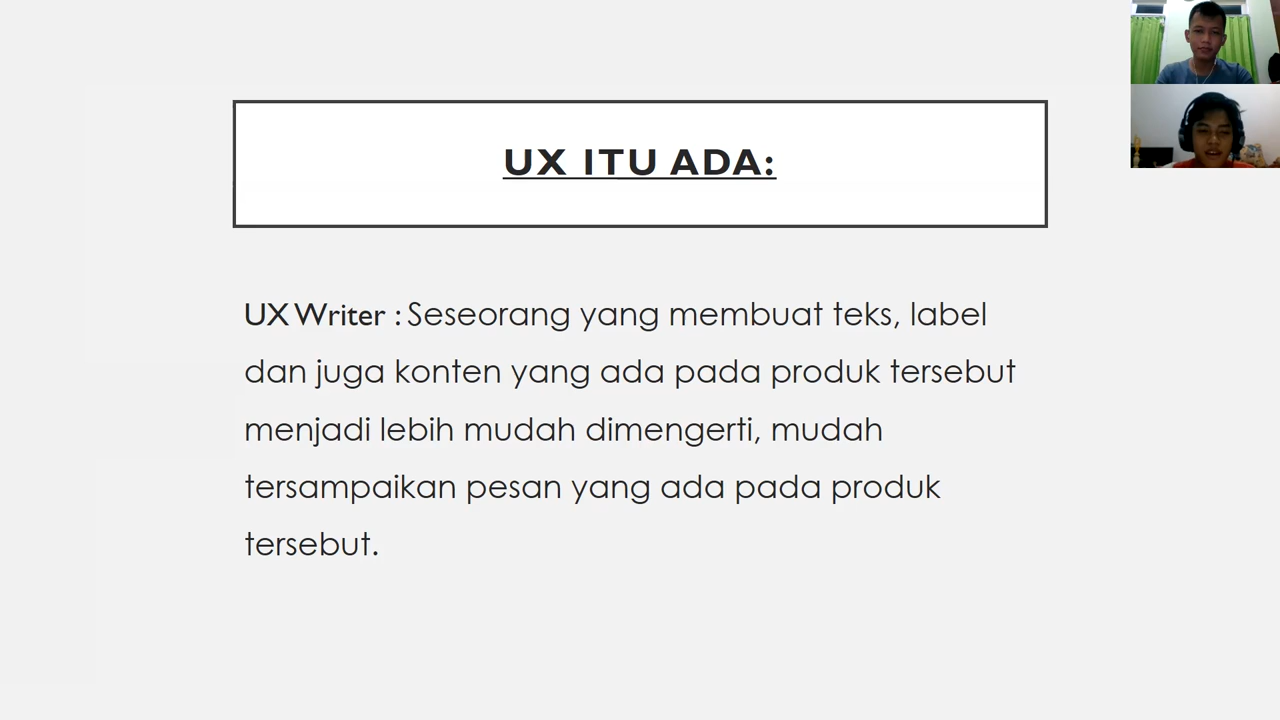 UX ITU ADA:
UX Writer : Seseorang yang membuat teks, label
dan juga konten yang ada pada produk tersebut
menjadi lebih mudah dimengerti, mudah
tersampaikan pesan yang ada pada produk
tersebut.